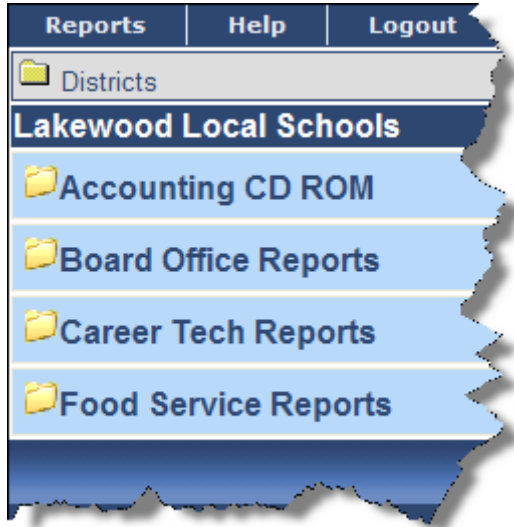 Reports Help Logout
Districts
Lakewood Local Schools
Accounting CD ROM
Board Office Reports
Career Tech Reports
Food Service Reports